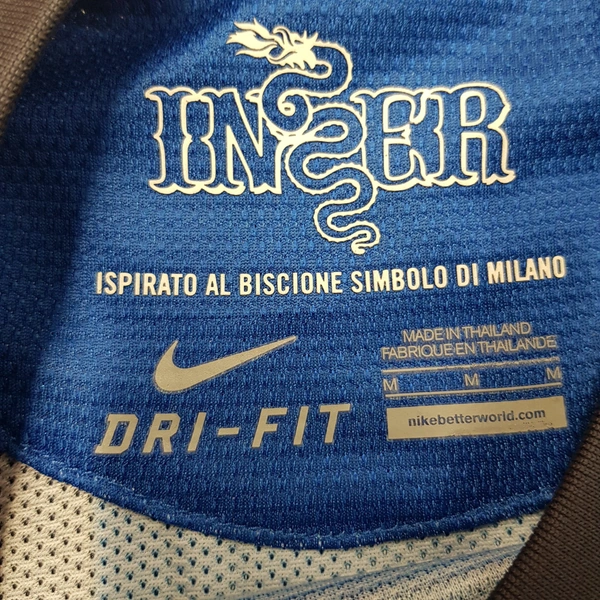 INTER
ISPIRATO AL BISCIONE SIMBOLO DI MILANO
MADE IN THAILAND
FABRIQUE EN THAILANDE
M M M
nikebetterworld.com
DRI-FIT